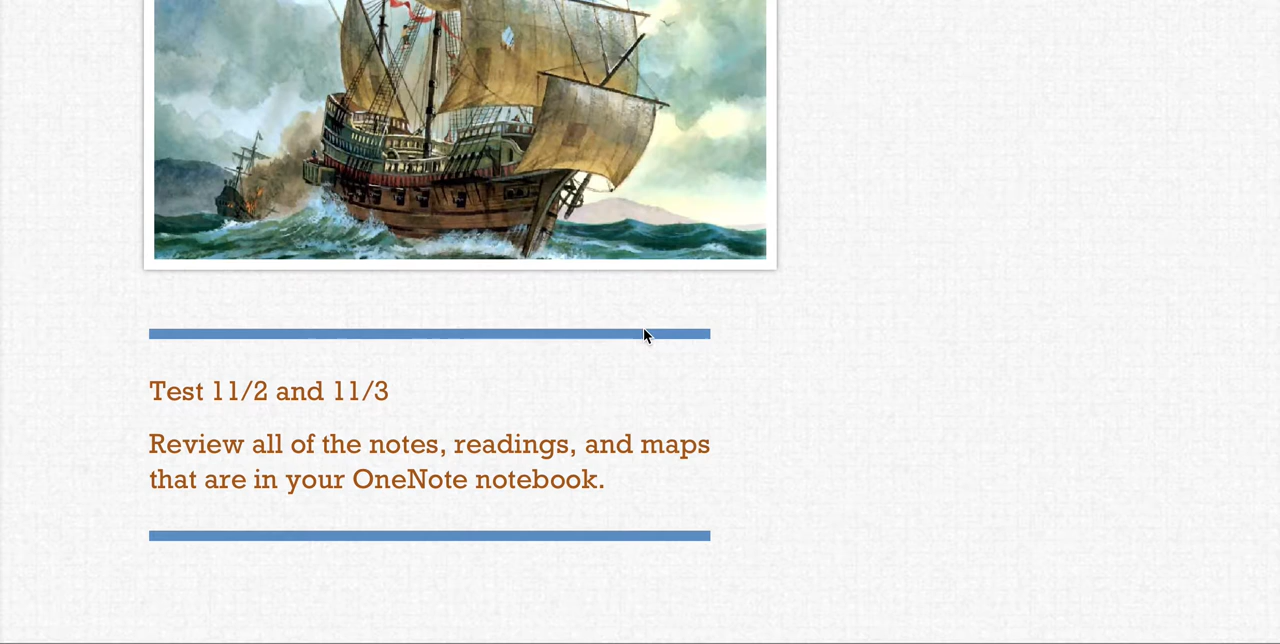 Test 11/2 and 11/3
Review all of the notes, readings, and maps
that are in your OneNote notebook.